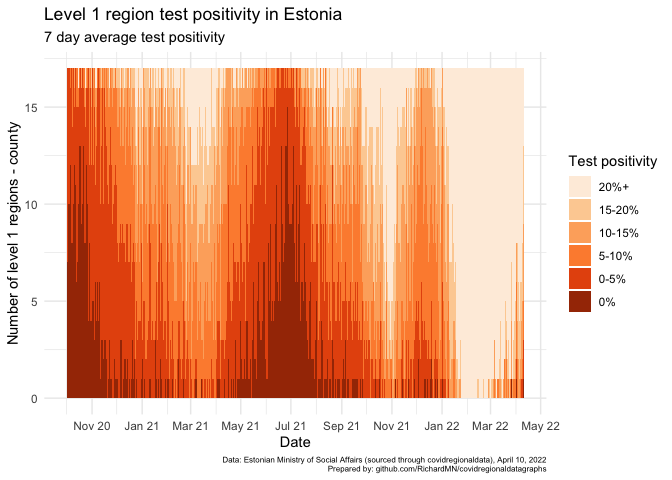 Level 1 region test positivity in Estonia
7 day average test positivity
Number of level 1 regions - county
15
10
5
0
Nov 20 Jan 21 Mar 21 May 21 Jul 21 Sep 21 Nov 21 Jan 22 Mar 22 May 22
Date
Test positivity
20%+
15-20%
10-15%
5-10%
0-5%
0%
Data: Estonian Ministry of Social Affairs (sourced through covidregionaldata), April 10, 2022
Prepared by: github.com/RichardMN/covidregionaldatagraphs